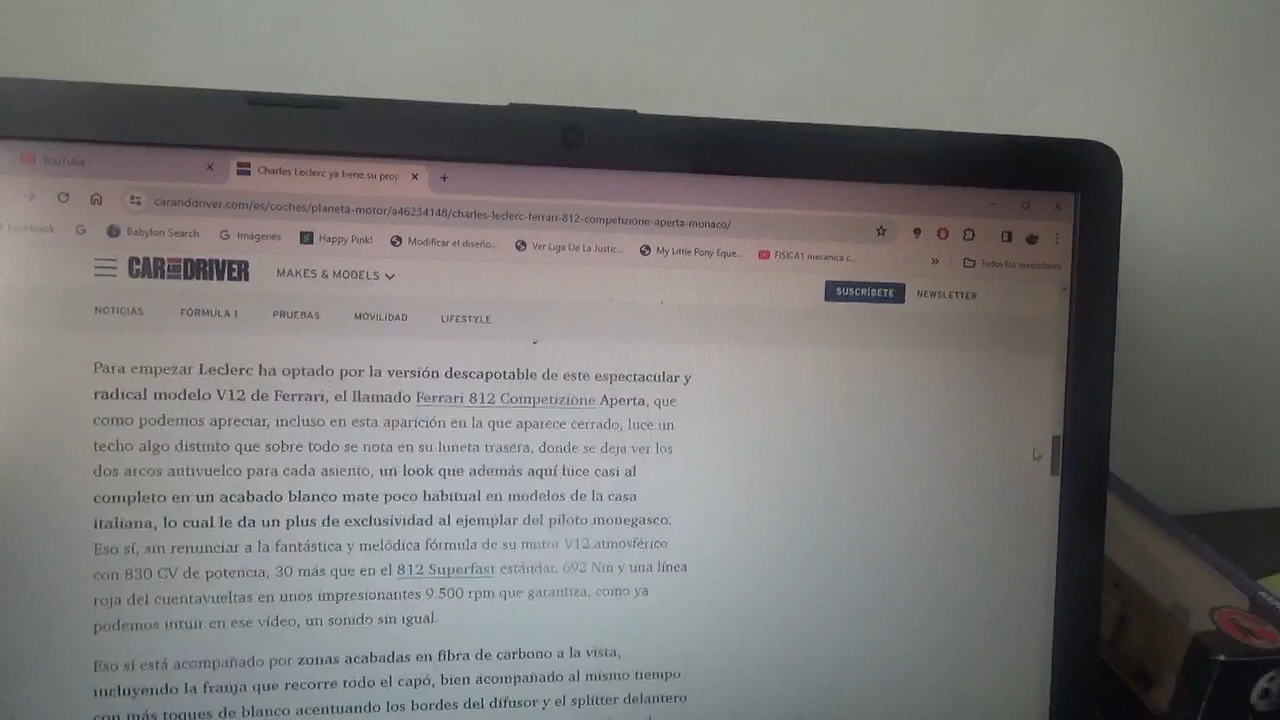 YouTube
Charles Leclerc ya tiene su prop
caranddriver.com/es/coches/planeta-motor/a46234148/charles-leclerc-ferrari-812-competizione-aperta-monaco/
Facebook
Babylon Search
Imágenes
Happy Pink!
Modificar el diseño...
Ver Liga De La Justic...
My Little Pony Eque...
FISICA1 mecanica c...
»
Todos los marcadores
CAR AND DRIVER
MAKES & MODELS
SUSCRÍBETE
NEWSLETTER
NOTICIAS
FÓRMULA 1
PRUEBAS
MOVILIDAD
LIFESTYLE
Para empezar Leclerc ha optado por la versión descapotable de este espectacular y
radical modelo V12 de Ferrari, el llamado Ferrari 812 Competizione Aperta, que
como podemos apreciar, incluso en esta aparición en la que aparece cerrado, luce un
techo algo distinto que sobre todo se nota en su luneta trasera, donde se deja ver los
dos arcos antivuelco para cada asiento, un look que además aquí luce casi al
completo en un acabado blanco mate poco habitual en modelos de la casa
italiana, lo cual le da un plus de exclusividad al ejemplar del piloto monegasco.
Eso sí, sin renunciar a la fantástica y melódica fórmula de su motor V12 atmosférico
con 830 CV de potencia, 30 más que en el 812 Superfast estándar, 692 Nm y una línea
roja del cuentavueltas en unos impresionantes 9.500 rpm que garantiza, como ya
podemos intuir en ese vídeo, un sonido sin igual.
Eso sí está acompañado por zonas acabadas en fibra de carbono a la vista,
incluyendo la franja que recorre todo el capó, bien acompañado al mismo tiempo
con más toques de blanco acentuando los bordes del difusor y el splitter delantero